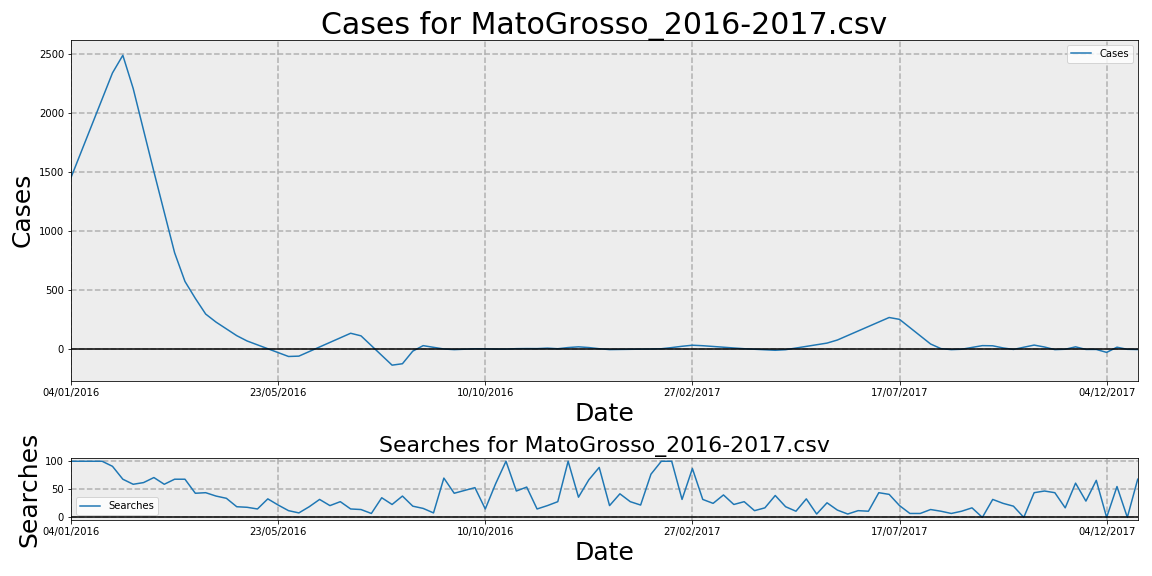 Cases for MatoGrosso_2016-2017.csv
Cases
2500
2000
1500
1000
500
0
Cases
04/01/2016 23/05/2016 10/10/2016 27/02/2017 17/07/2017 04/12/2017
Date
Searches for MatoGrosso_2016-2017.csv
Searches
100
50
0
Searches
04/01/2016 23/05/2016 10/10/2016 27/02/2017 17/07/2017 04/12/2017
Date